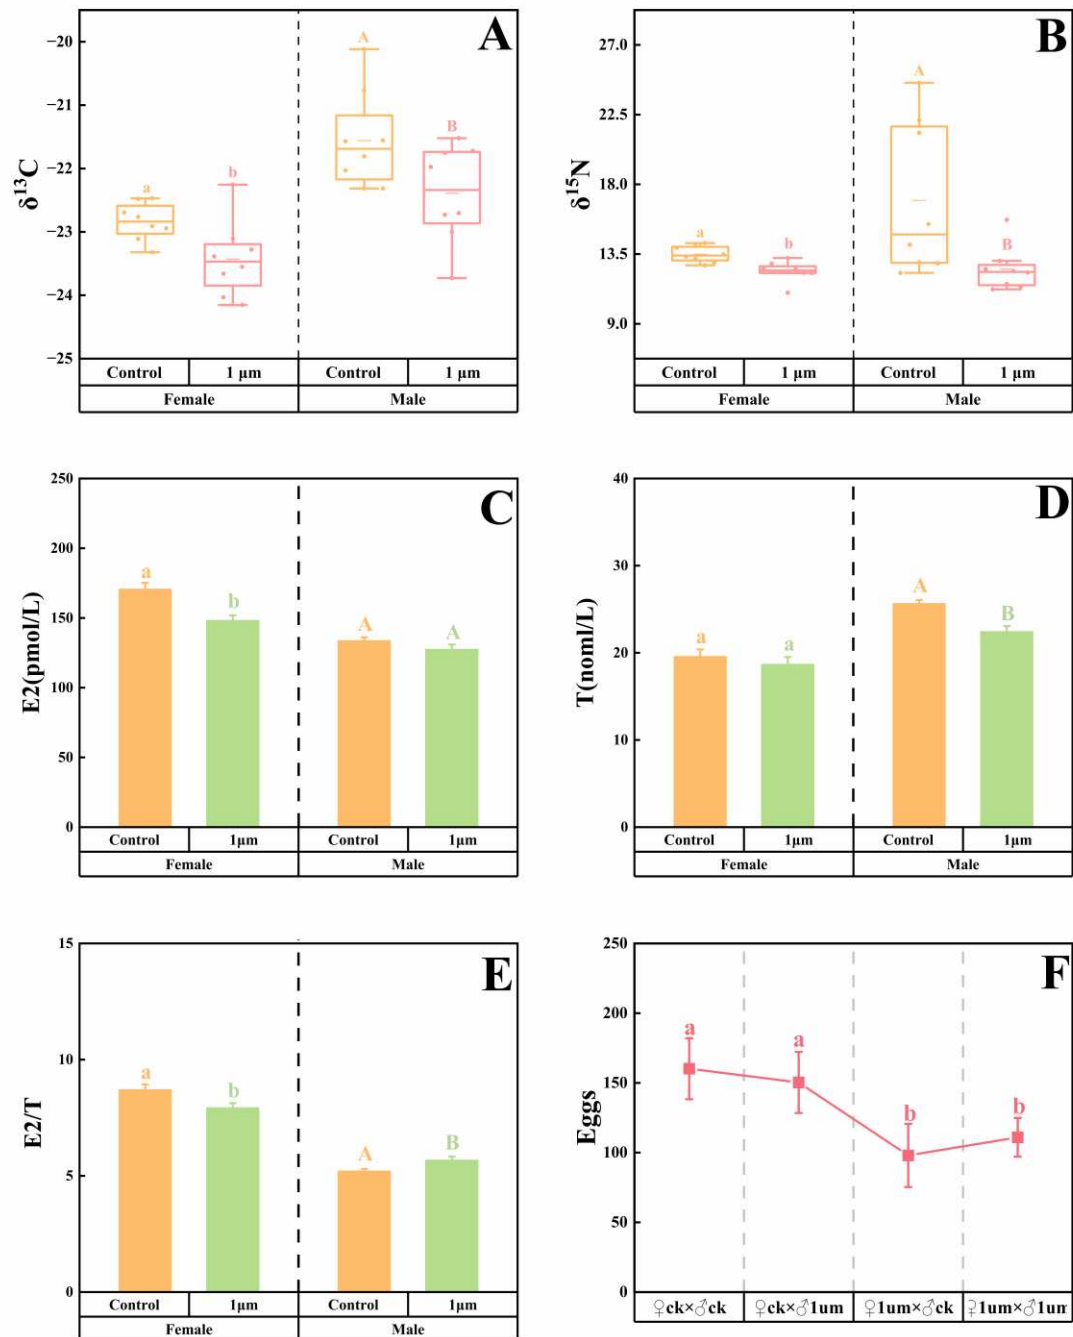 A
δ13C
−20
−21
−22
−23
−24
−25
a
b
A
B
Control
1 μm
Control
1 μm
Female
Male
B
δ15N
27.0
22.5
18.0
13.5
9.0
a
b
A
B
Control
1 μm
Control
1 μm
Female
Male
C
E2(pmol/L)
250
200
150
100
50
0
a
b
A
A
Control
1μm
Control
1μm
Female
Male
D
T(noml/L)
40
30
20
10
0
a
a
A
B
Control
1μm
Control
1μm
Female
Male
E
E2/T
15
10
5
0
a
b
A
B
Control
1μm
Control
1μm
Female
Male
F
Eggs
250
200
150
100
50
0
a
a
b
b
♀ck×♂ck
♀ck×♂1um
♀1um×♂ck
♀1um×♂1um